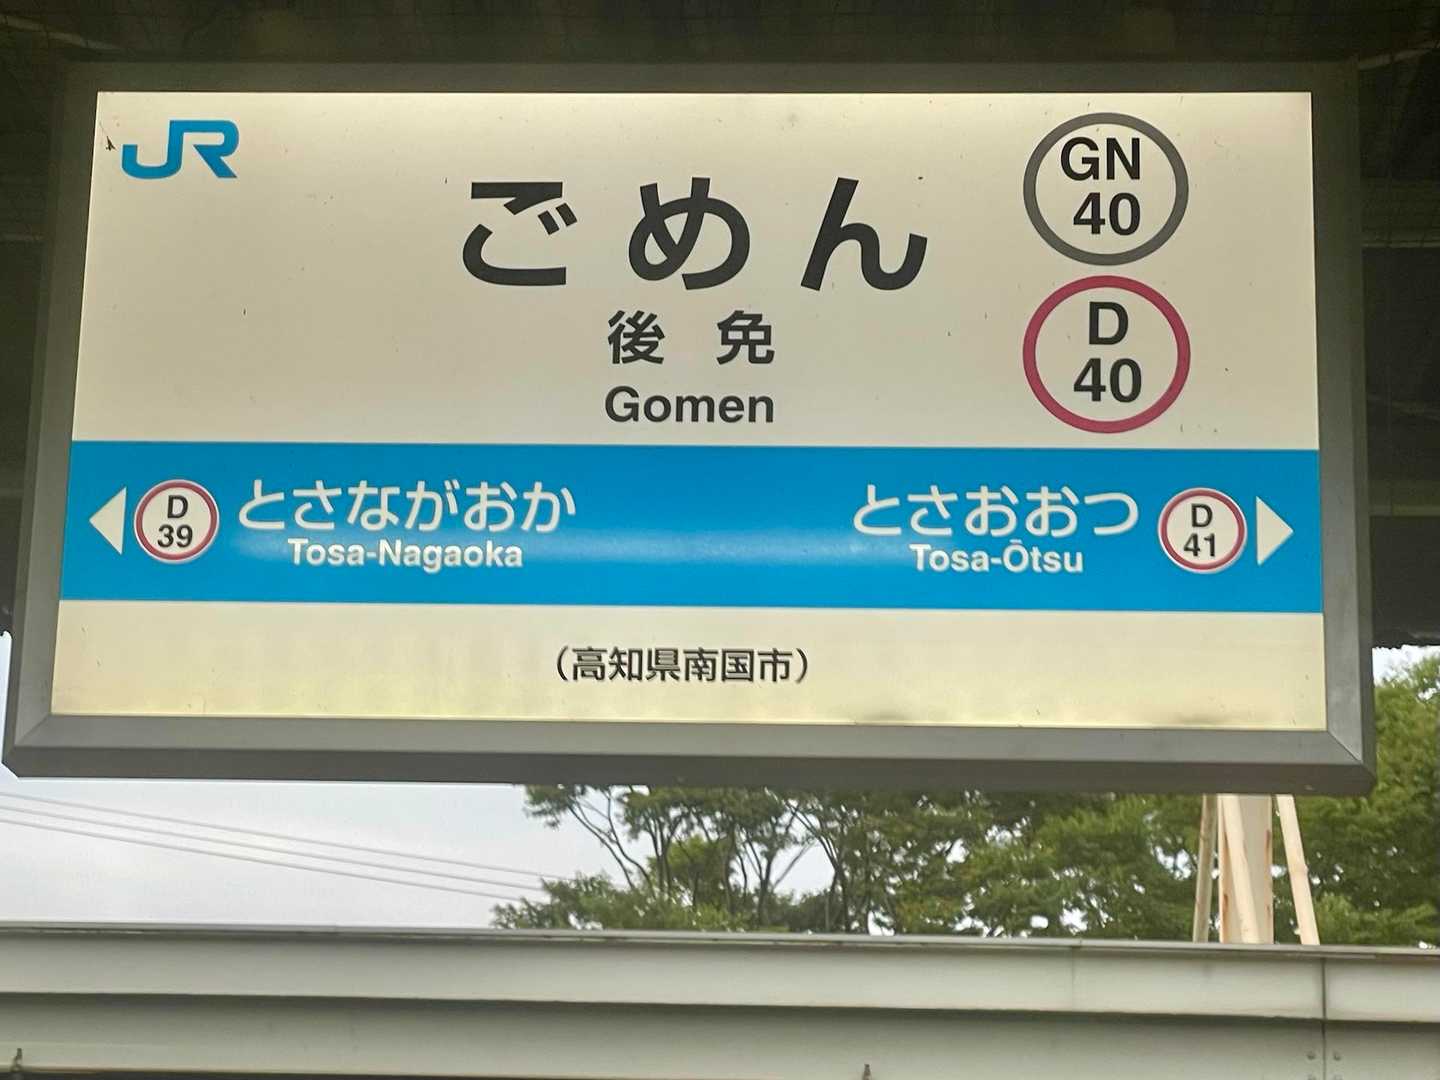 JR
ごめん
後免
Gomen
GN
40
D
40
D
39
とさながおか
Tosa-Nagaoka
とさおおつ
Tosa-Ōtsu
D
41
（高知県南国市）